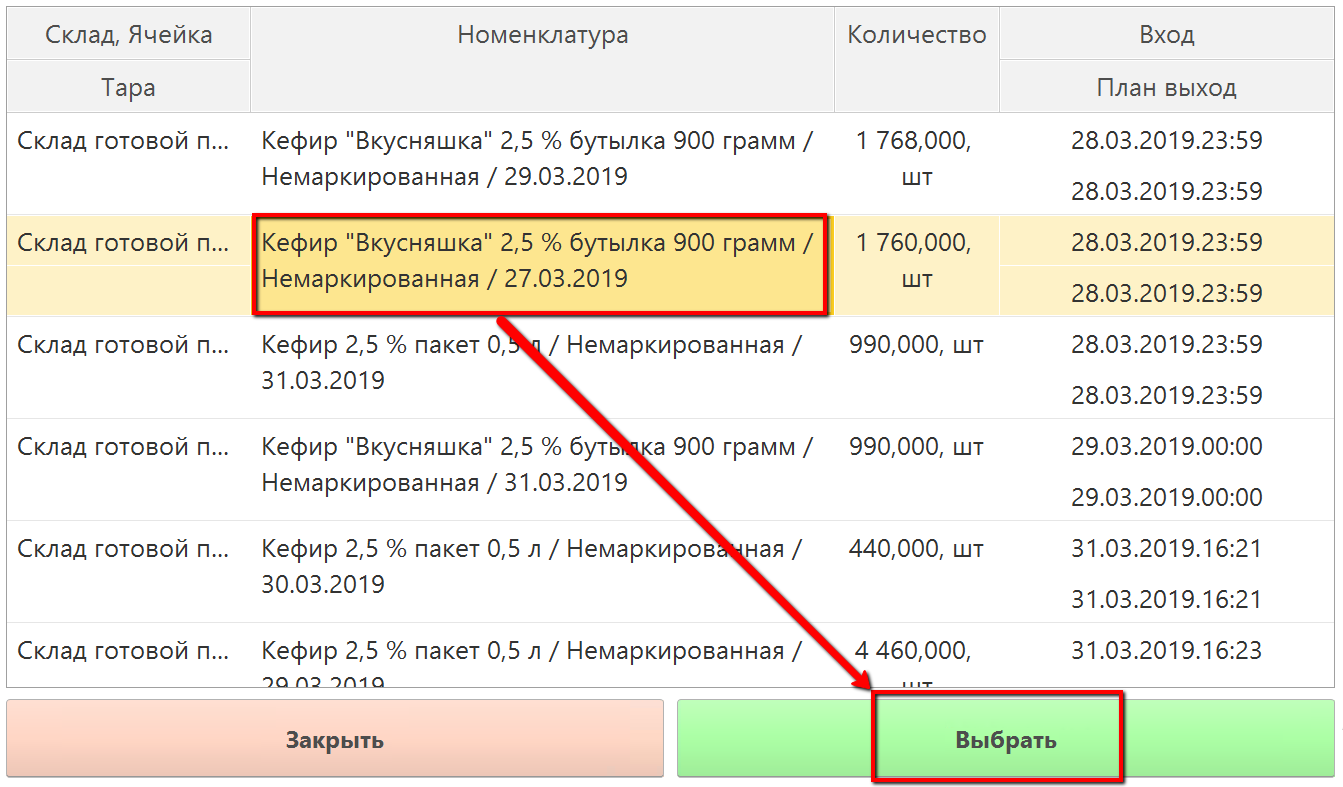 Склад, Ячейка
Номенклатура
Количество
Вход
Тара
План выход
Склад готовой п...
Кефир "Вкусняшка" 2,5 % бутылка 900 грамм /
Немаркированная / 29.03.2019
1 768,000,
шт
28.03.2019.23:59
28.03.2019.23:59
Склад готовой п...
Кефир "Вкусняшка" 2,5 % бутылка 900 грамм /
Немаркированная / 27.03.2019
1 760,000,
шт
28.03.2019.23:59
28.03.2019.23:59
Склад готовой п...
Кефир 2,5 % пакет 0,5 л / Немаркированная /
31.03.2019
990,000, шт
28.03.2019.23:59
28.03.2019.23:59
Склад готовой п...
Кефир "Вкусняшка" 2,5 % бутылка 900 грамм /
Немаркированная / 31.03.2019
990,000, шт
29.03.2019.00:00
29.03.2019.00:00
Склад готовой п...
Кефир 2,5 % пакет 0,5 л / Немаркированная /
30.03.2019
440,000, шт
31.03.2019.16:21
31.03.2019.16:21
Склад готовой п...
Кефир 2,5 % пакет 0,5 л / Немаркированная /
29.03.2019
4 460,000,
шт
31.03.2019.16:23
Закрыть
Выбрать